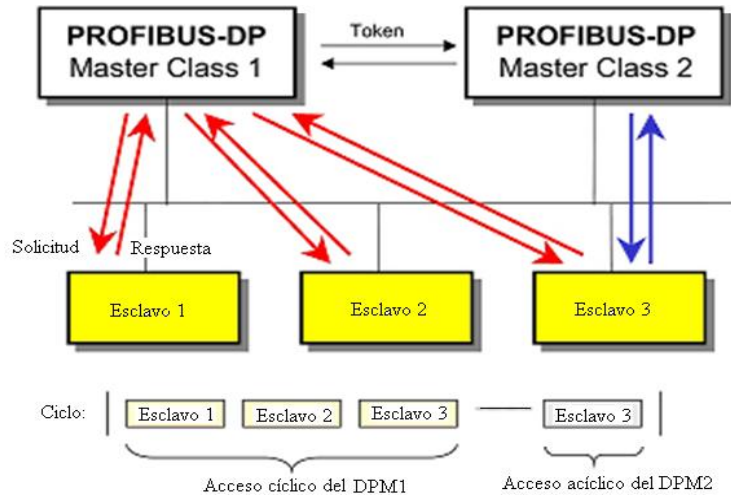 PROFIBUS-DP
Master Class 1
Token
PROFIBUS-DP
Master Class 2
Solicitud
Respuesta
Esclavo 1
Esclavo 2
Esclavo 3
Ciclo:
Esclavo 1
Esclavo 2
Esclavo 3
Esclavo 3
Acceso cíclico del DPM1
Acceso acíclico del DPM2